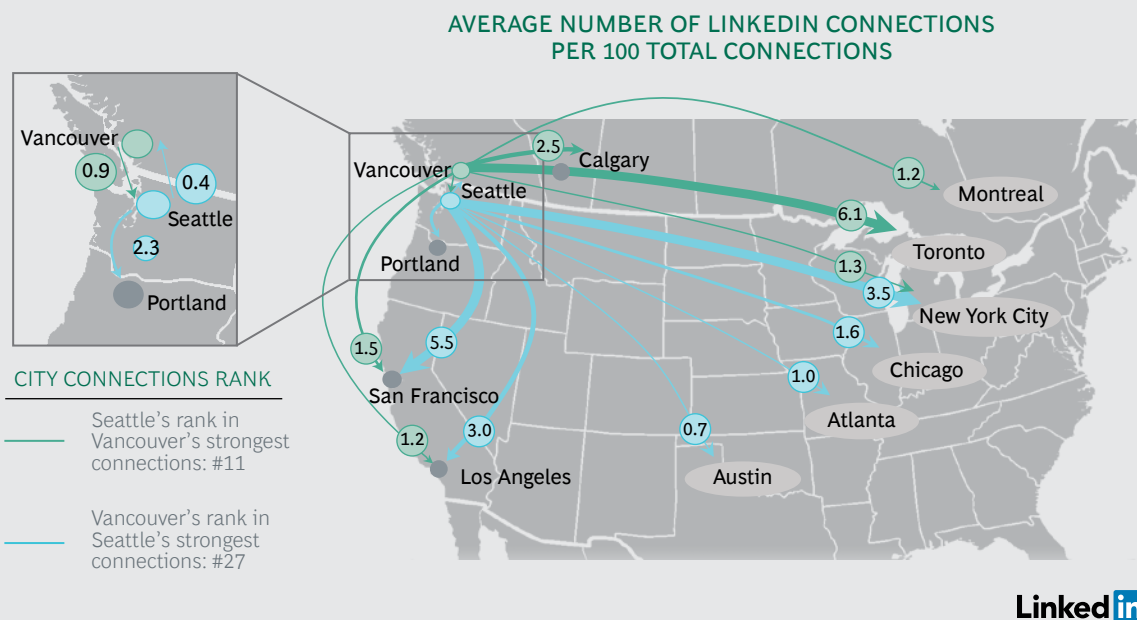 AVERAGE NUMBER OF LINKEDIN CONNECTIONS
PER 100 TOTAL CONNECTIONS
Vancouver
0.9
0.4
Seattle
2.3
Portland
2.5
Calgary
Vancouver
Seattle
1.2
Montreal
6.1
Toronto
Portland
1.3
3.5
New York City
1.6
Chicago
1.5
5.5
San Francisco
1.0
Atlanta
1.2
3.0
0.7
Los Angeles
Austin
CITY CONNECTIONS RANK
Seattle's rank in
Vancouver's strongest
connections: #11
Vancouver's rank in
Seattle's strongest
connections: #27
Linked in